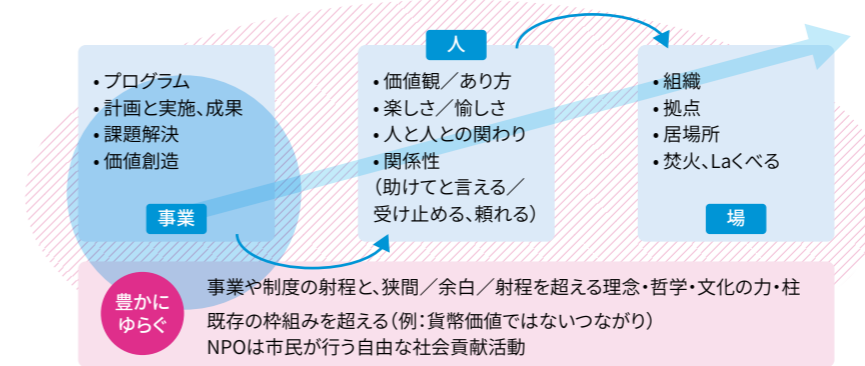 • プログラム
• 計画と実施、成果
• 課題解決
• 価値創造
事業
人
• 価値観／あり方
• 楽しさ／愉しさ
• 人と人との関わり
• 関係性
（助けてと言える／
受け止める、頼れる）
• 組織
• 拠点
• 居場所
• 焚火、Laくべる
場
豊かに
ゆらぐ
事業や制度の射程と、狭間／余白／射程を超える理念・哲学・文化の力・柱
既存の枠組みを超える（例：貨幣価値ではないつながり）
NPOは市民が行う自由な社会貢献活動